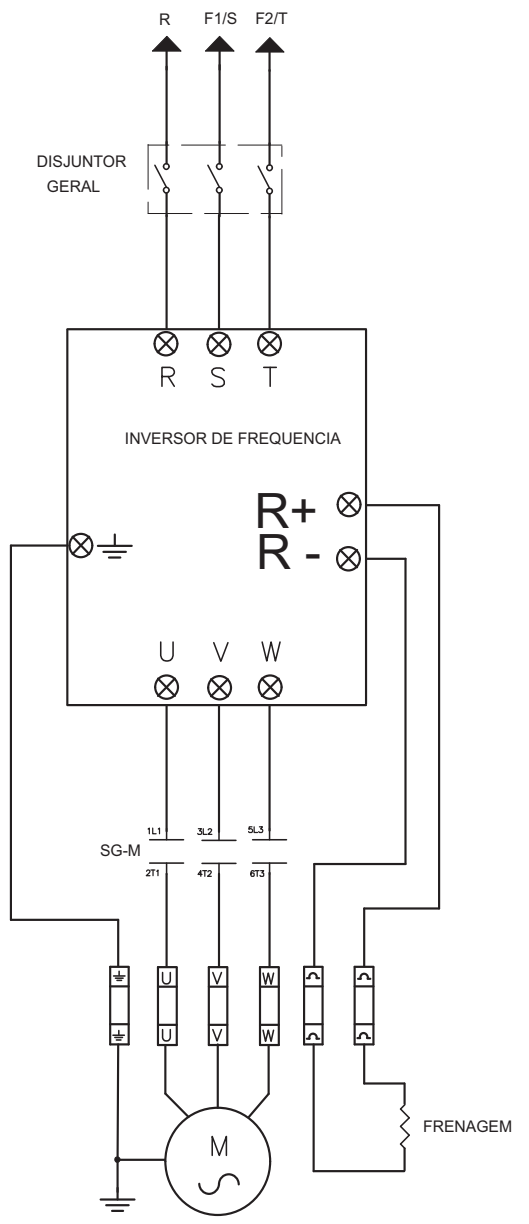 R F1/S F2/T
DISJUNTOR
GERAL
R S T
INVERSOR DE FREQUENCIA
R+
R -
U V W
1L1 3L2 5L3
SG-M
2T1 4T2 6T3
U V W
U V W
FRENAGEM
M